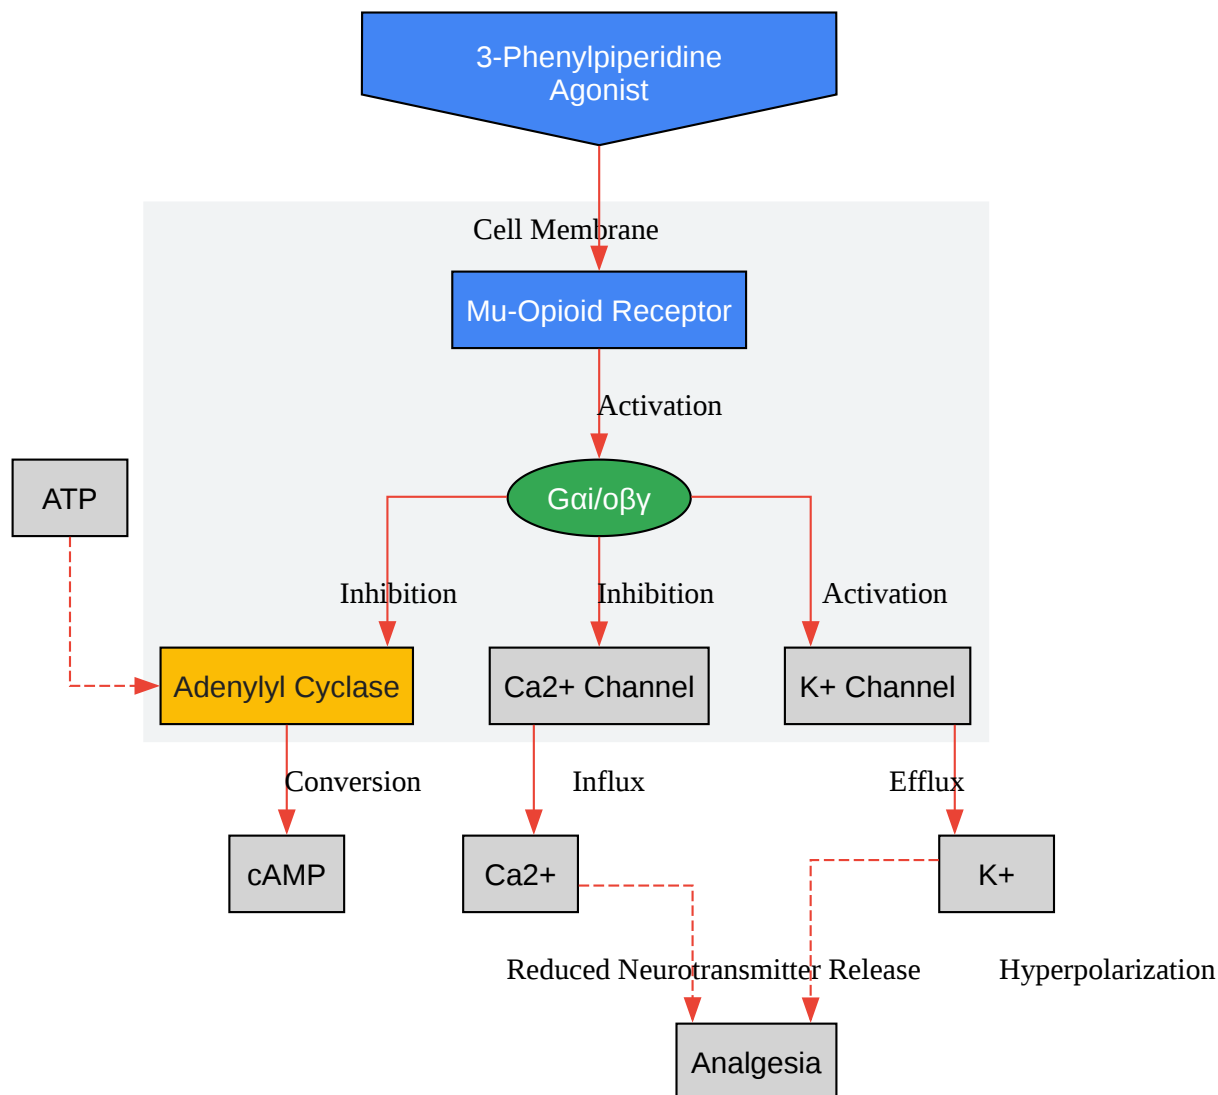 3-Phenylpiperidine
Agonist
Cell Membrane
Mu-Opioid Receptor
Activation
ATP
Gαi/oβγ
Inhibition
Inhibition
Activation
Adenylyl Cyclase
Ca2+ Channel
K+ Channel
Conversion
Influx
Efflux
cAMP
Ca2+
K+
Reduced Neurotransmitter Release
Hyperpolarization
Analgesia